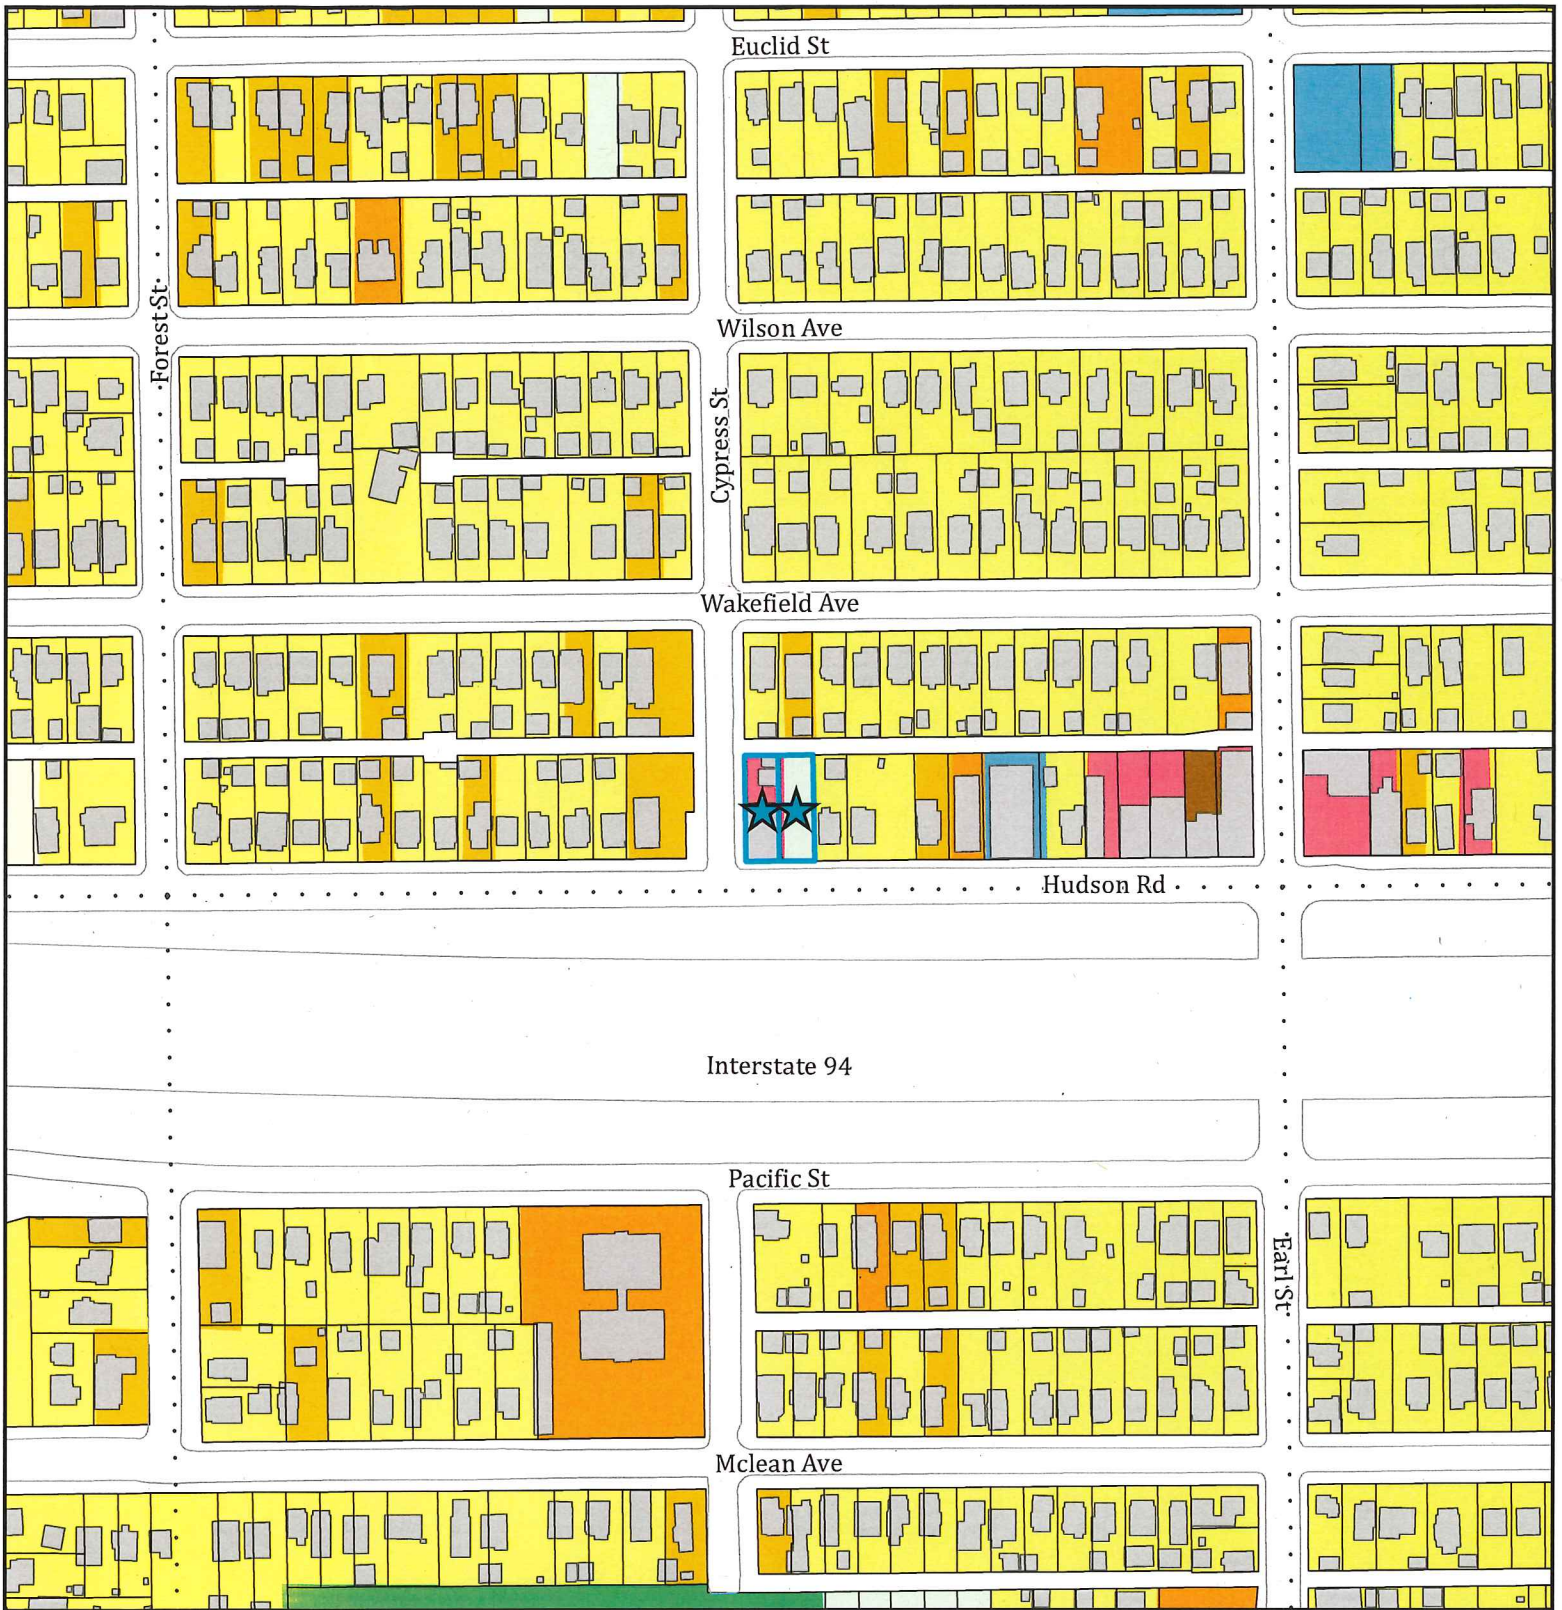 Euclid St
Forest St
Wilson Ave
Cypress St
Wakefield Ave
Hudson Rd
Interstate 94
Pacific St
Earl St
Mclean Ave